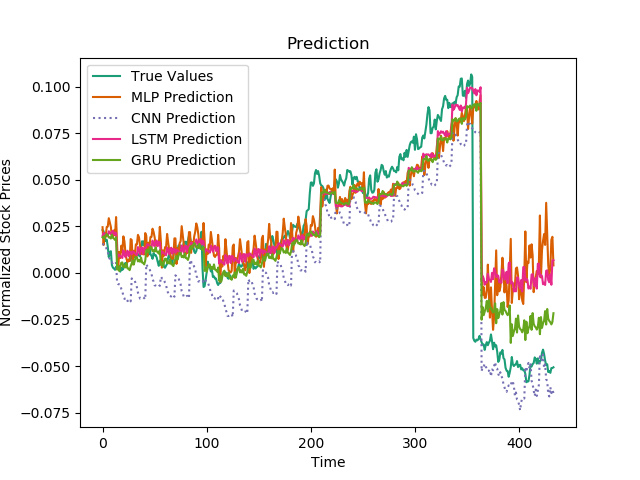 Prediction
Normalized Stock Prices
0.100
0.075
0.050
0.025
0.000
−0.025
−0.050
−0.075
True Values
MLP Prediction
CNN Prediction
LSTM Prediction
GRU Prediction
0
100
200
300
400
Time